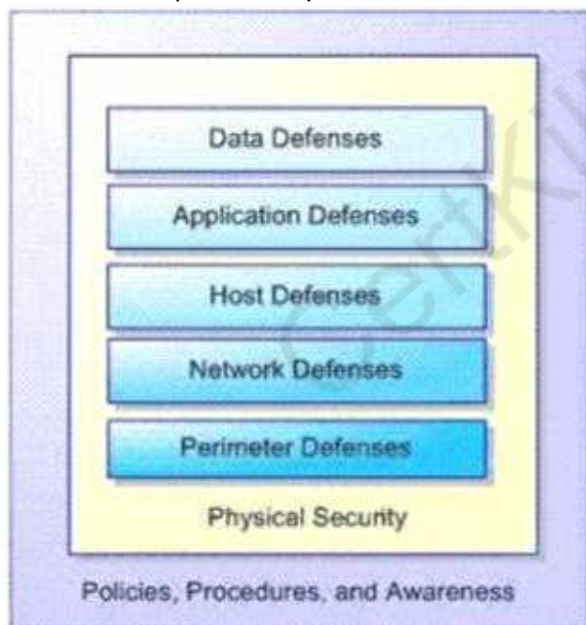 Data Defenses
Application Defenses
Host Defenses
Network Defenses
Perimeter Defenses
Physical Security
Policies, Procedures, and Awareness